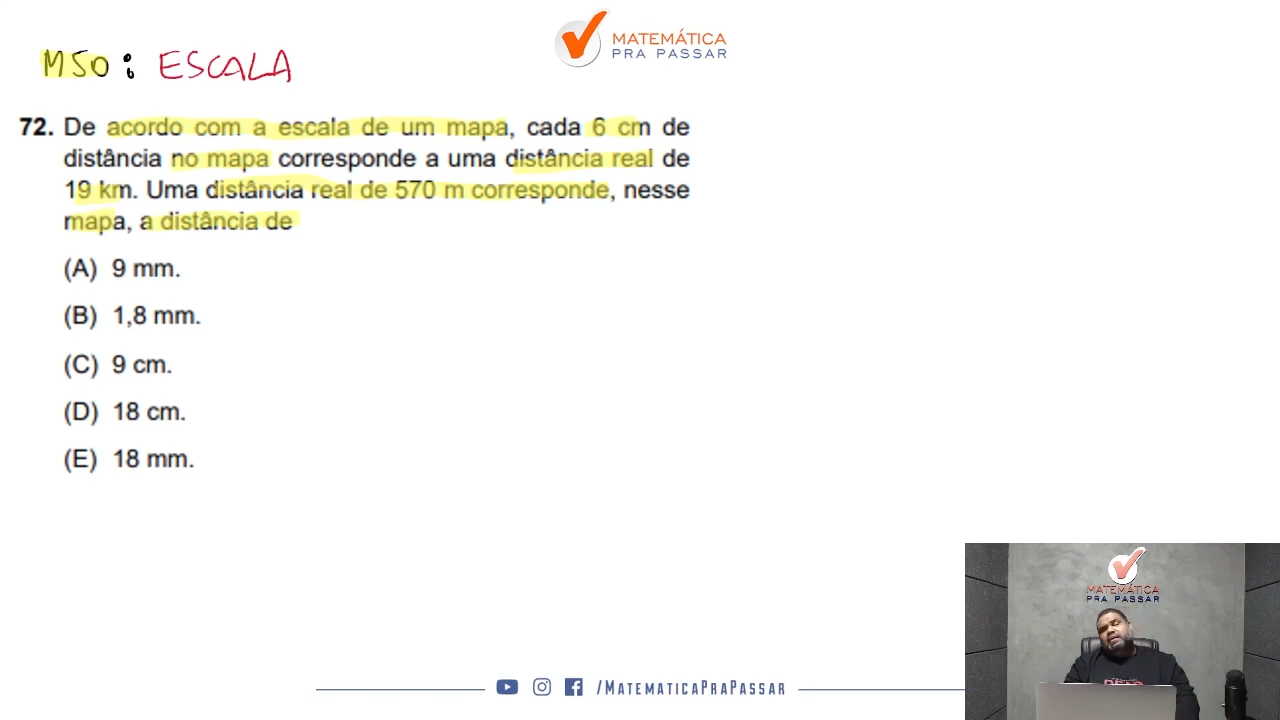 MATEMÁTICA
PRA PASSAR
MSO: ESCALA
72. De acordo com a escala de um mapa, cada 6 cm de
distância no mapa corresponde a uma distância real de
19 km. Uma distância real de 570 m corresponde, nesse
mapa, a distância de
(A) 9 mm.
(B) 1,8 mm.
(C) 9 cm.
(D) 18 cm.
(E) 18 mm.
MATEMÁTICA
PRA PASSAR
/MATEMATICAPRAPASSAR